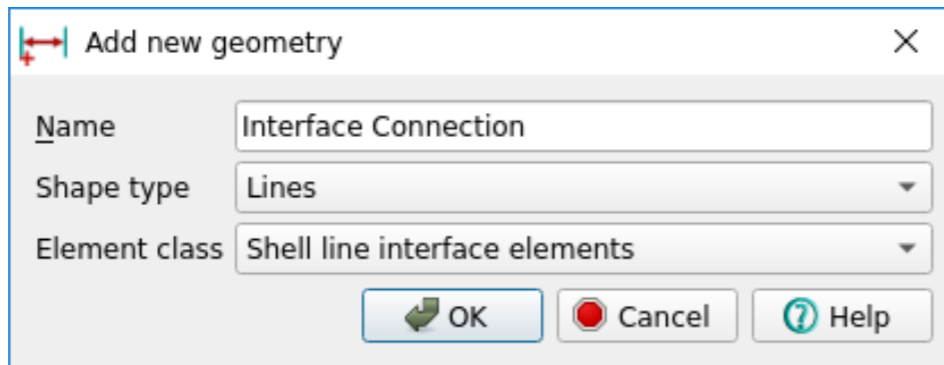 Add new geometry
Name Interface Connection
Shape type Lines
Element class Shell line interface elements
OK Cancel Help